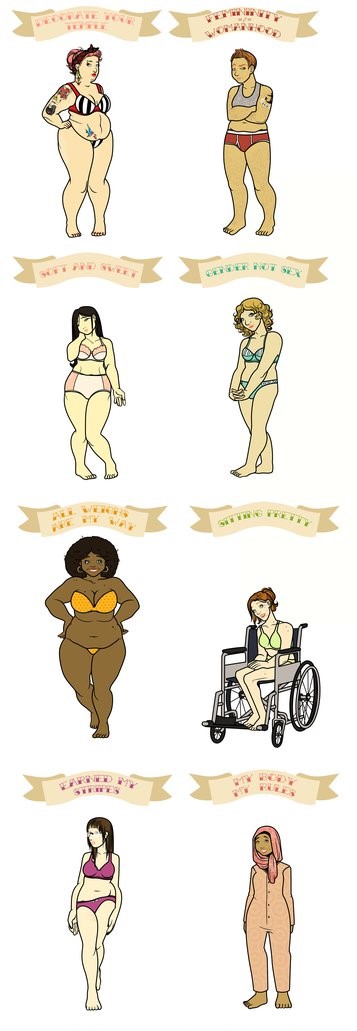 DECORATE YOUR
TEMPLE
FEMININITY
WOMANHOOD
SOFT AND SWEET
GENDER NOT SEX
ALL WEIGHS
ARE MY WAY
SITTING PRETTY
EARNED MY
STRIPES
MY BODY
MY RULES